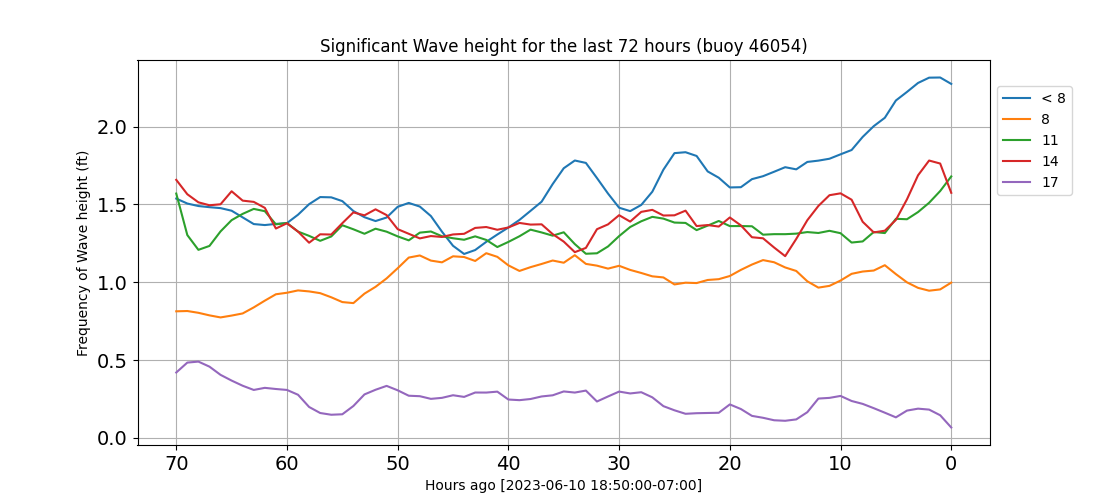 Significant Wave height for the last 72 hours (buoy 46054)
Frequency of Wave height (ft)
2.0
1.5
1.0
0.5
0.0
70 60 50 40 30 20 10 0
Hours ago [2023-06-10 18:50:00-07:00]
< 8
8
11
14
17